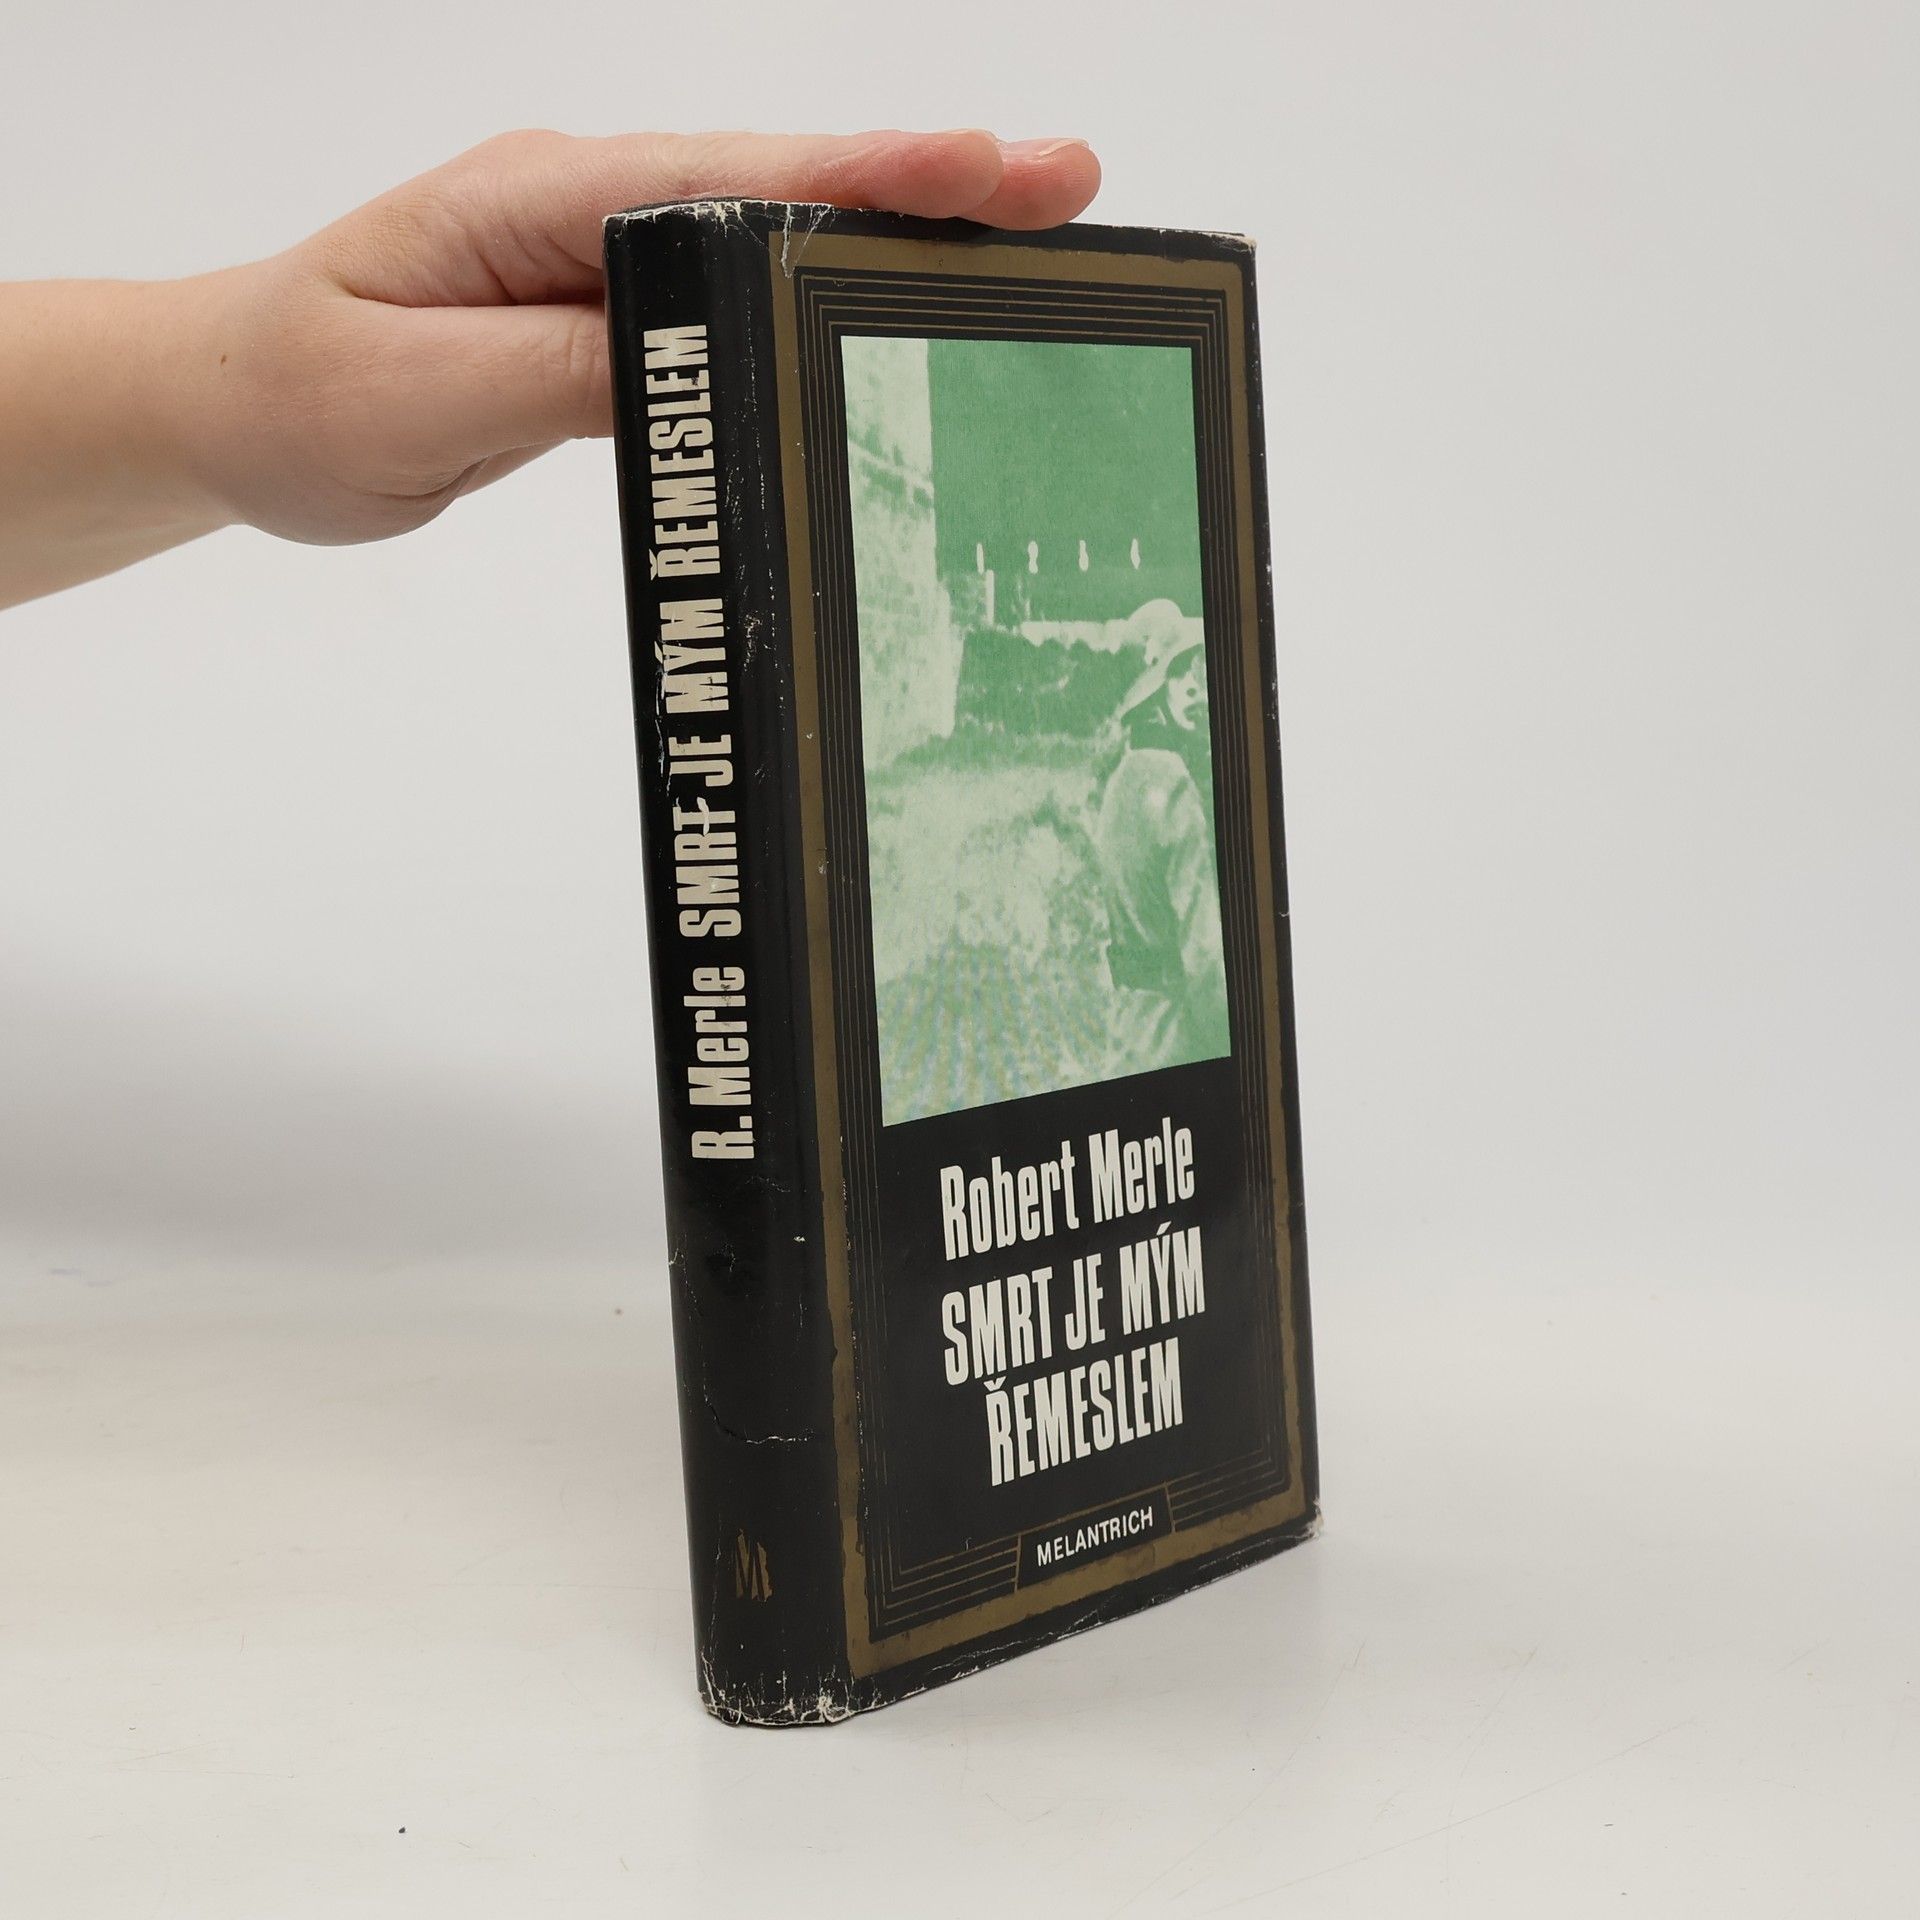 R. Merle SMRT JE MÝM ŘEMESLEM
M
Robert Merle
SMRT JE MÝM
ŘEMESLEM
MELANTRICH